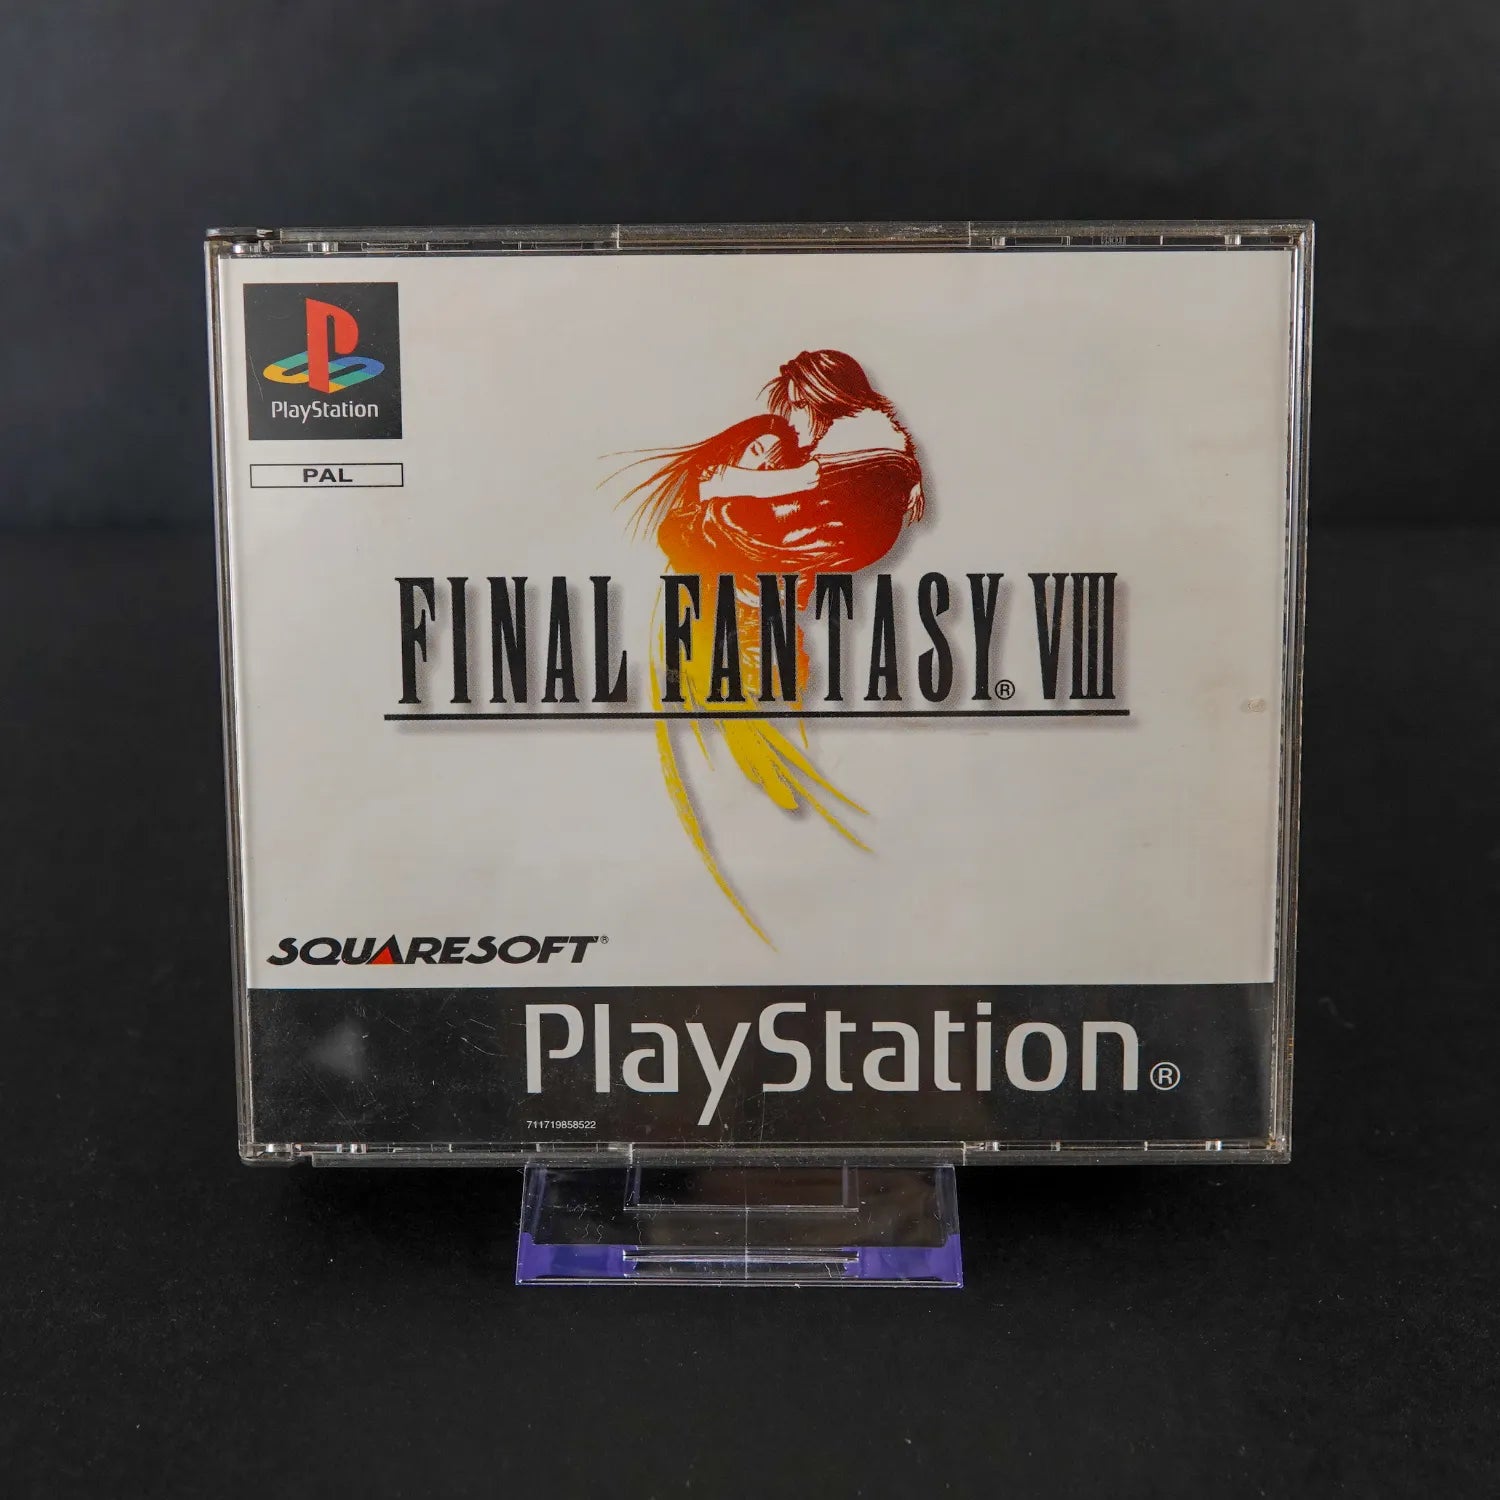 PlayStation
PAL
FINAL FANTASY® VIII
SQUARESOFT®
PlayStation®
711719858522